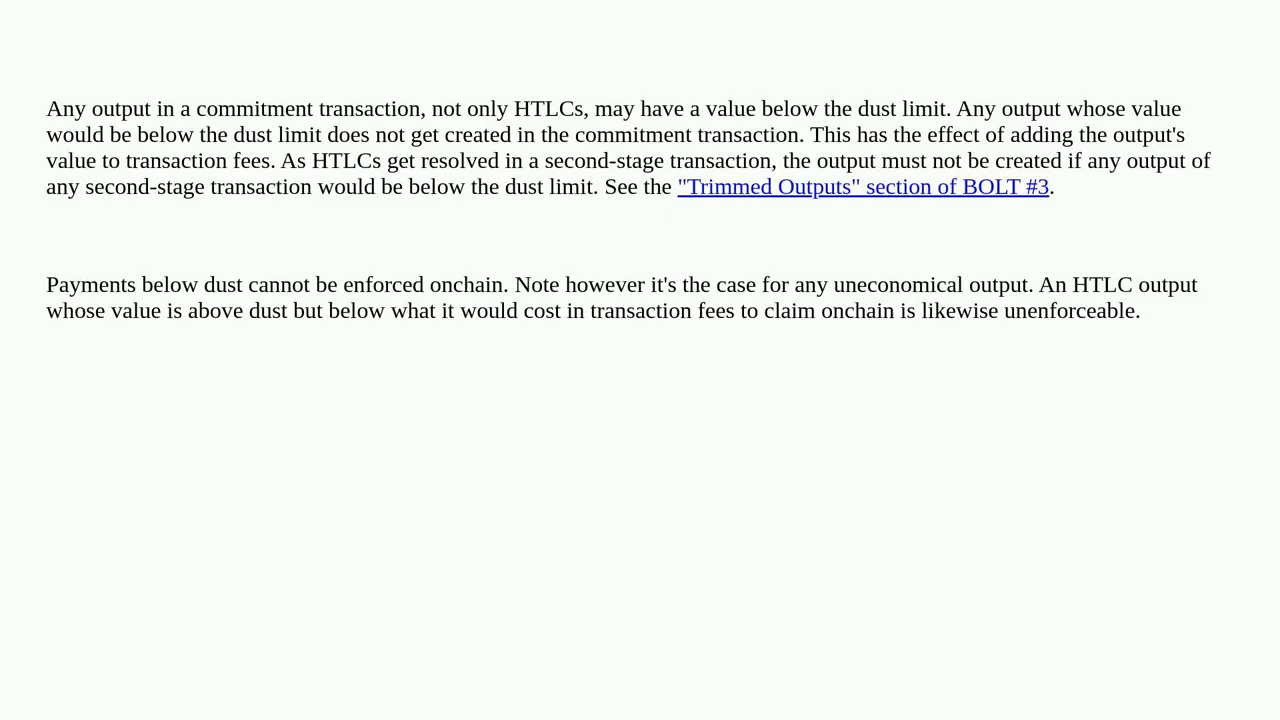 Any output in a commitment transaction, not only HTLCs, may have a value below the dust limit. Any output whose value
would be below the dust limit does not get created in the commitment transaction. This has the effect of adding the output's
value to transaction fees. As HTLCs get resolved in a second-stage transaction, the output must not be created if any output of
any second-stage transaction would be below the dust limit. See the "Trimmed Outputs" section of BOLT #3.
Payments below dust cannot be enforced onchain. Note however it's the case for any uneconomical output. An HTLC output
whose value is above dust but below what it would cost in transaction fees to claim onchain is likewise unenforceable.